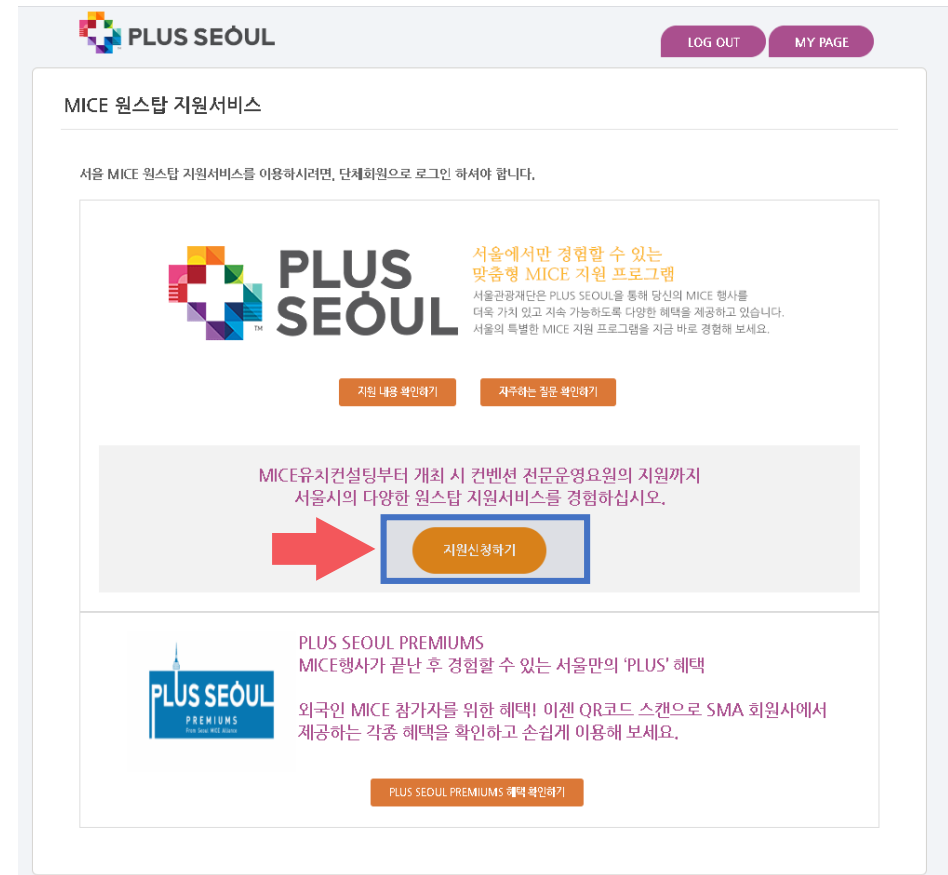 PLUS SEOUL
LOG OUT
MY PAGE
MICE 원스탑 지원서비스
서울 MICE 원스탑 지원서비스를 이용하시려면, 단체회원으로 로그인 하셔야 합니다.
PLUS
SEOUL
TM
서울에서만 경험할 수 있는
맞춤형 MICE 지원 프로그램
서울관광재단은 PLUS SEOUL을 통해 당신의 MICE 행사를
더욱 가치 있고 지속 가능하도록 다양한 혜택을 제공하고 있습니다.
서울의 특별한 MICE 지원 프로그램을 지금 바로 경험해 보세요.
지원 내용 확인하기
자주하는 질문 확인하기
MICE유치컨설팅부터 개최 시 컨벤션 전문운영요원의 지원까지
서울시의 다양한 원스탑 지원서비스를 경험하십시오.
지원신청하기
PLUS SEOUL PREMIUMS
MICE행사가 끝난 후 경험할 수 있는 서울만의 ‘PLUS’ 혜택
PLUS SEOUL
PREMIUMS
From Seoul MICE Alliance
외국인 MICE 참가자를 위한 혜택! 이젠 QR코드 스캔으로 SMA 회원사에서
제공하는 각종 혜택을 확인하고 손쉽게 이용해 보세요.
PLUS SEOUL PREMIUMS 혜택 확인하기